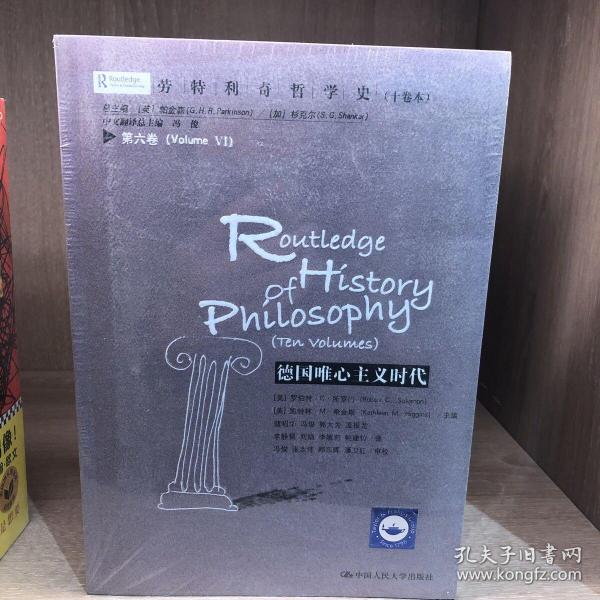 Routledge
劳特利奇哲学史(十卷本)
总主编 [英]帕金森(G.H.R.Parkinson) / [加]杉克尔(S.G.Shanker)
中文翻译总主编 冯俊
第六卷 (Volume VI)
Routledge
History
of
Philosophy
(Ten Volumes)
德国唯心主义时代
[美]罗伯特·C·所罗门(Robert C. Solomon)
[美]凯特林·M·希金斯(Kathleen M. Higgins) 主编
中国人民大学出版社
孔夫子旧书网
www.kongfz.com